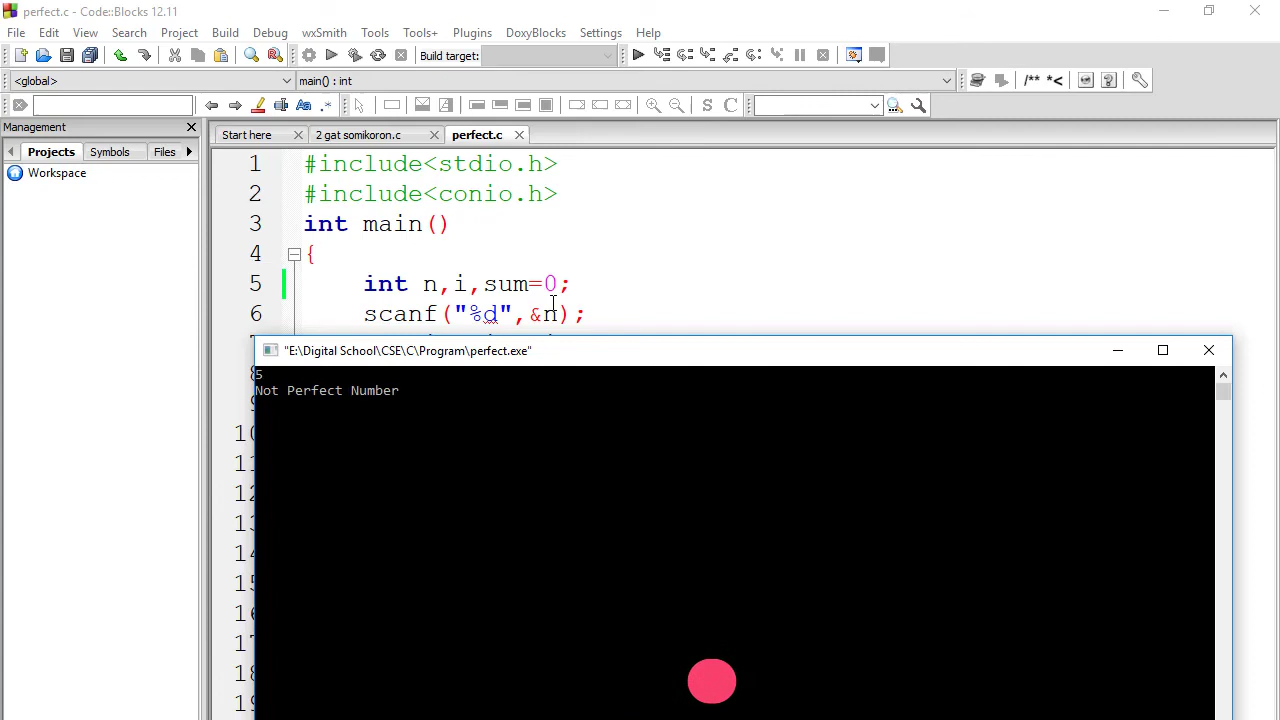 perfect.c - Code::Blocks 12.11
File Edit View Search Project Build Debug wxSmith Tools Tools+ Plugins DoxyBlocks Settings Help
Build target:
<global> main() : int
/** *<
Aa .* S C
Management
Start here 2 gat somikoron.c perfect.c
Projects Symbols Files
Workspace
1 #include<stdio.h>
2 #include<conio.h>
3 int main()
4 {
5 int n,i,sum=0;
6 scanf("%d",&n);
"E:\Digital School\CSE\C\Program\perfect.exe"
5
Not Perfect Number
10
11
12
13
14
15
16
17
18
19